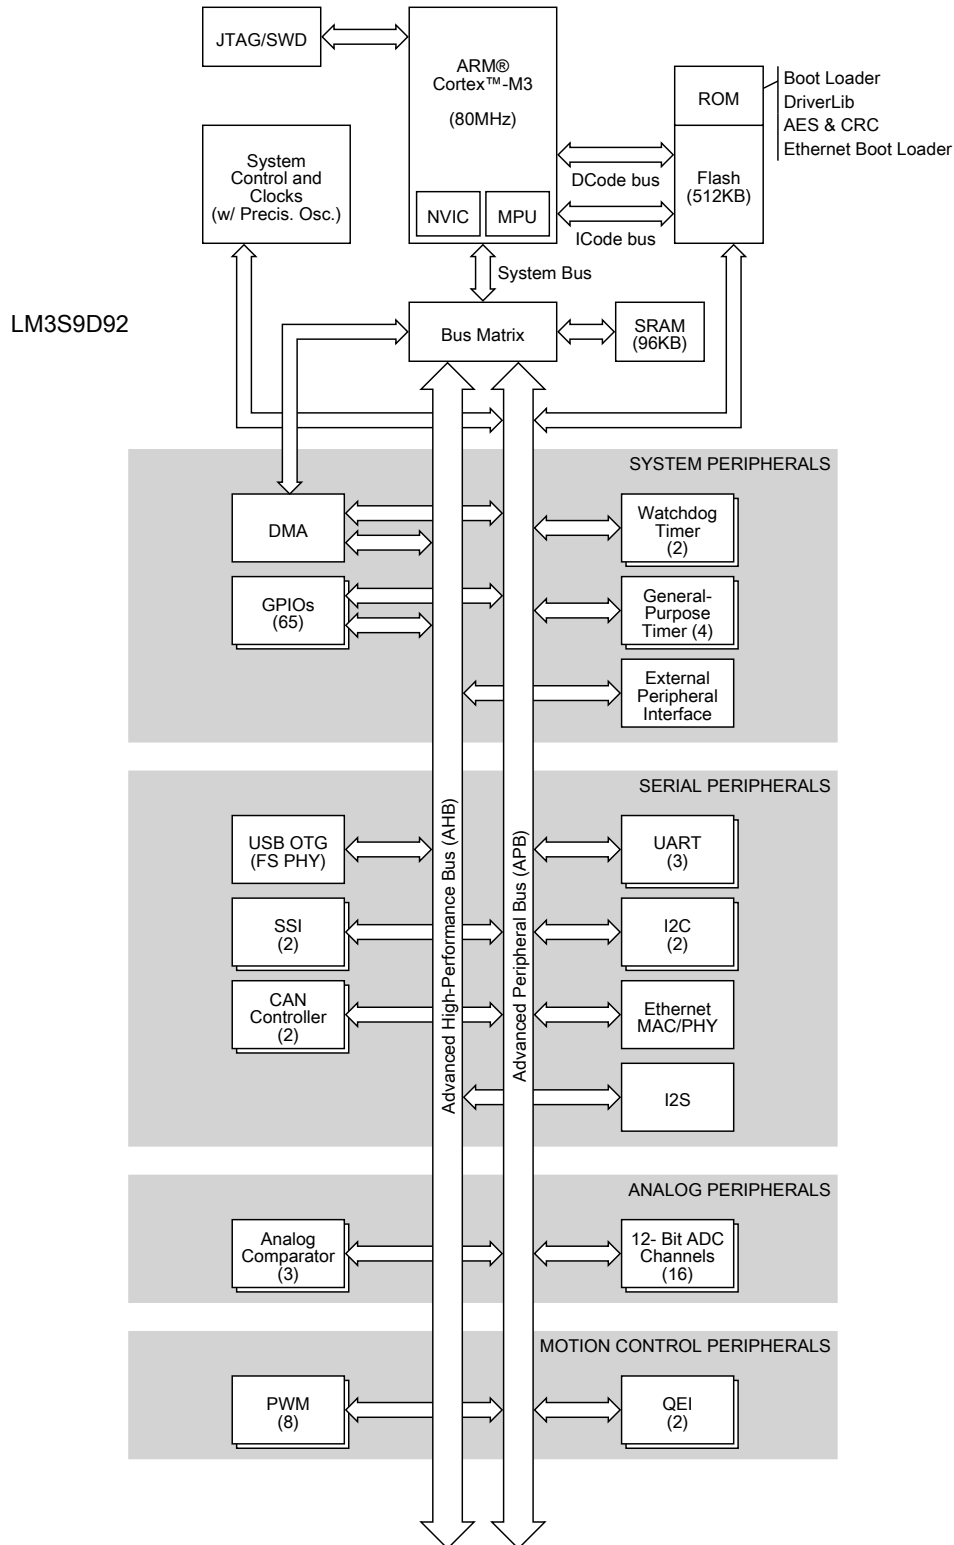 JTAG/SWD
ARM®
Cortex™-M3
(80MHz)
NVIC
MPU
ROM
Flash
(512KB)
Boot Loader
DriverLib
AES & CRC
Ethernet Boot Loader
System
Control and
Clocks
(w/ Precis. Osc.)
DCode bus
ICode bus
System Bus
LM3S9D92
Bus Matrix
SRAM
(96KB)
SYSTEM PERIPHERALS
DMA
Watchdog
Timer
(2)
GPIOs
(65)
General-
Purpose
Timer (4)
External
Peripheral
Interface
Advanced High-Performance Bus (AHB)
Advanced Peripheral Bus (APB)
SERIAL PERIPHERALS
USB OTG
(FS PHY)
UART
(3)
SSI
(2)
I2C
(2)
CAN
Controller
(2)
Ethernet
MAC/PHY
I2S
ANALOG PERIPHERALS
Analog
Comparator
(3)
12- Bit ADC
Channels
(16)
MOTION CONTROL PERIPHERALS
PWM
(8)
QEI
(2)